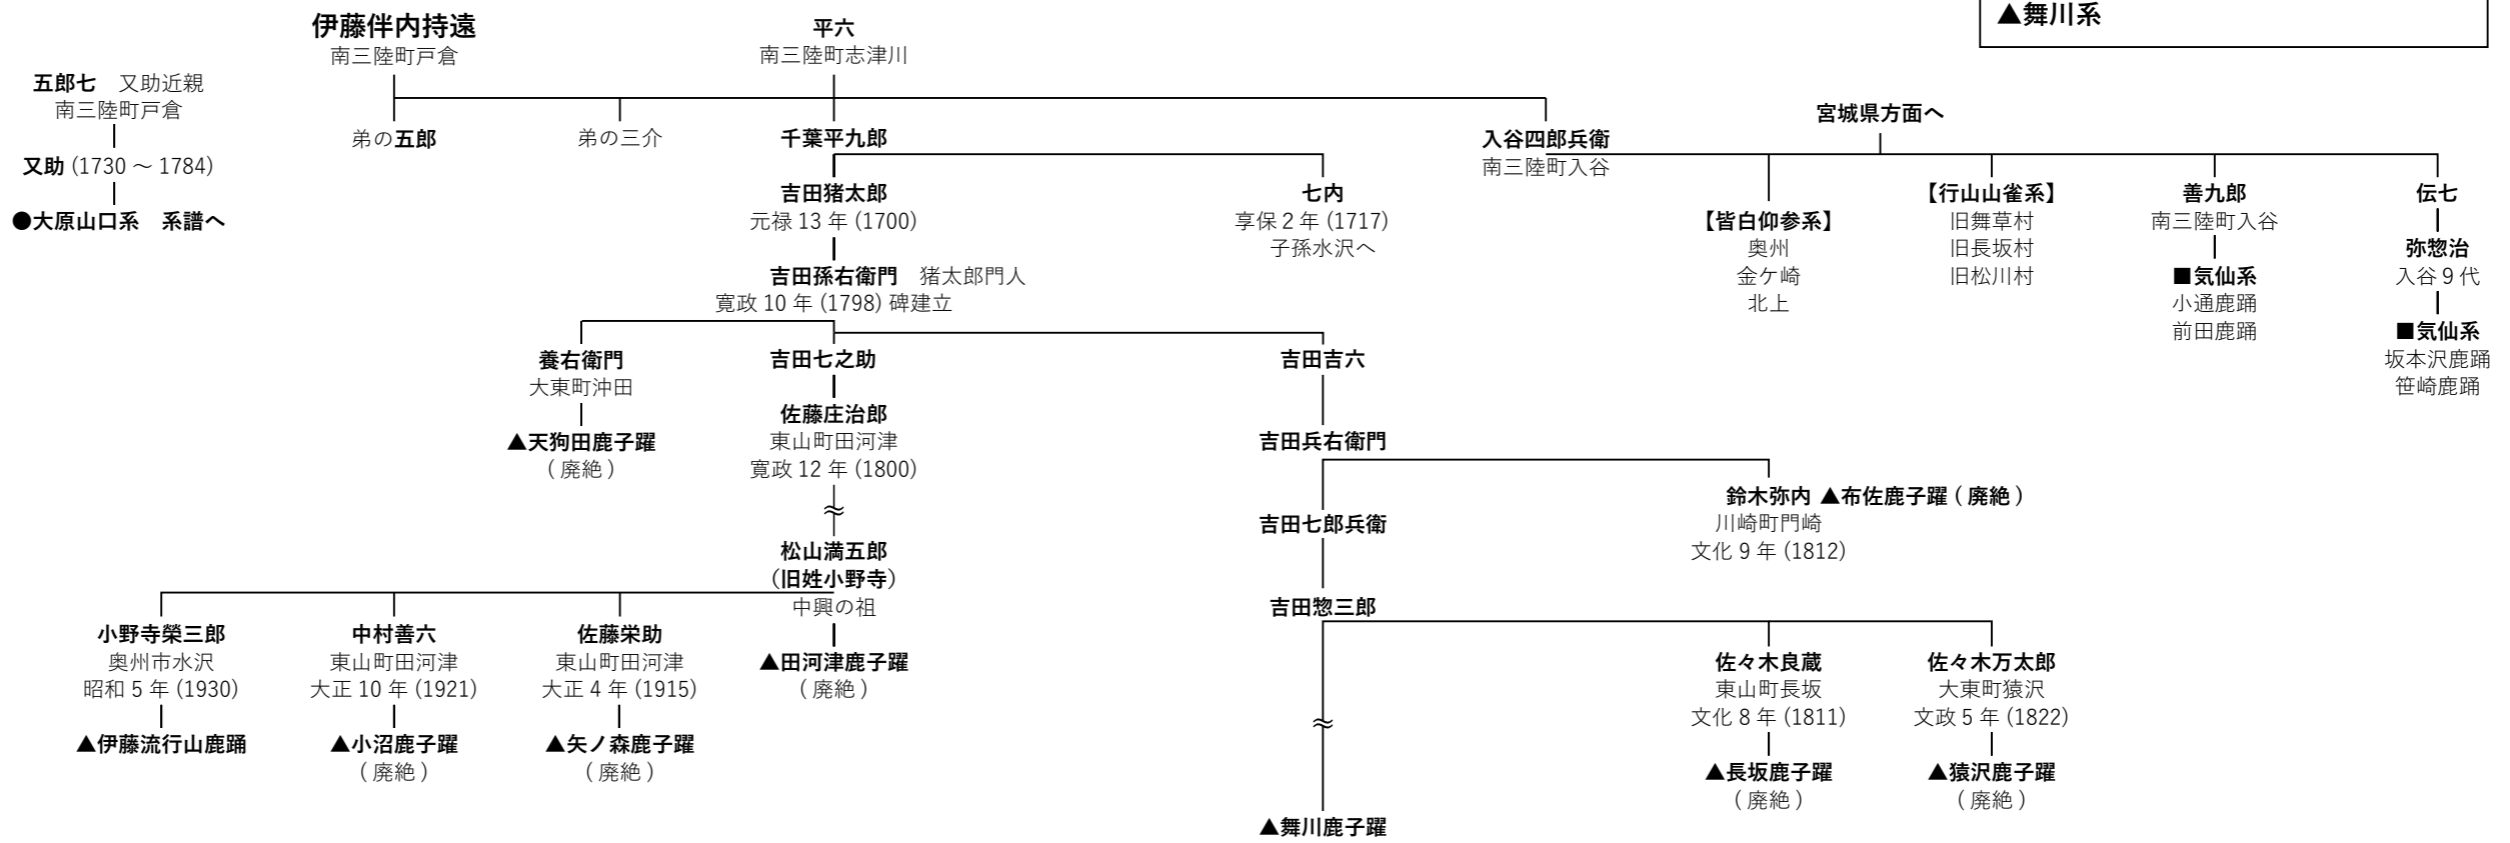 ▲舞川系
伊藤伴内持遠
南三陸町戸倉
平六
南三陸町志津川
五郎七　又助近親
南三陸町戸倉
又助 (1730 ～ 1784)
●大原山口系　系譜へ
弟の五郎
弟の三介
千葉平九郎
入谷四郎兵衛
南三陸町入谷
宮城県方面へ
吉田猪太郎
元禄 13 年 (1700)
七内
享保 2 年 (1717)
子孫水沢へ
【皆白仰参系】
奥州
金ケ崎
北上
【行山山雀系】
旧舞草村
旧長坂村
旧松川村
善九郎
南三陸町入谷
■気仙系
小通鹿踊
前田鹿踊
伝七
弥惣治
入谷 9 代
■気仙系
坂本沢鹿踊
笹崎鹿踊
吉田孫右衛門　猪太郎門人
寛政 10 年 (1798) 碑建立
養右衛門
大東町沖田
▲天狗田鹿子躍
( 廃絶 )
吉田七之助
佐藤庄治郎
東山町田河津
寛政 12 年 (1800)
松山満五郎
（旧姓小野寺）
中興の祖
▲田河津鹿子躍
( 廃絶 )
小野寺榮三郎
奥州市水沢
昭和 5 年 (1930)
▲伊藤流行山鹿踊
中村善六
東山町田河津
大正 10 年 (1921)
▲小沼鹿子躍
( 廃絶 )
佐藤栄助
東山町田河津
大正 4 年 (1915)
▲矢ノ森鹿子躍
( 廃絶 )
吉田吉六
吉田兵右衛門
鈴木弥内 ▲布佐鹿子躍 ( 廃絶 )
川崎町門崎
文化 9 年 (1812)
吉田七郎兵衛
吉田惣三郎
佐々木良蔵
東山町長坂
文化 8 年 (1811)
▲長坂鹿子躍
( 廃絶 )
佐々木万太郎
大東町猿沢
文政 5 年 (1822)
▲猿沢鹿子躍
( 廃絶 )
▲舞川鹿子躍